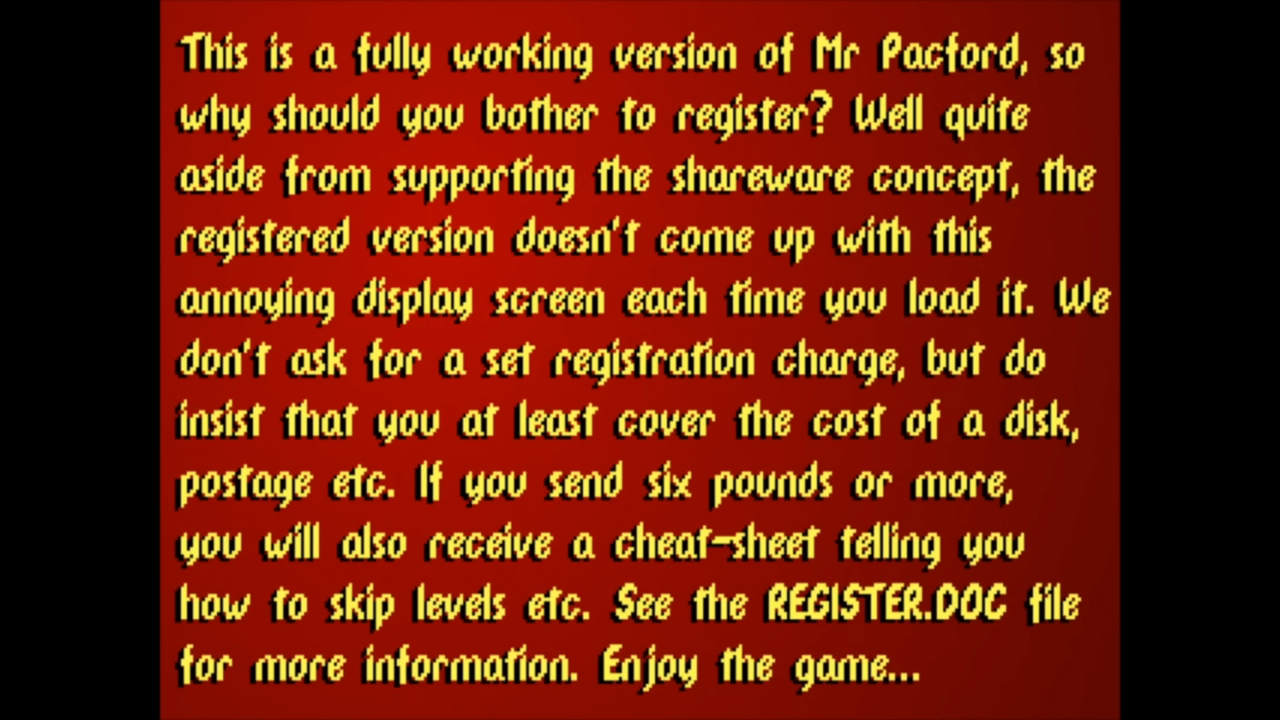 This is a fully working version of Mr Pacford, so
why should you bother to register? Well quite
aside from supporting the shareware concept, the
registered version doesn't come up with this
annoying display screen each time you load it. We
don't ask for a set registration charge, but do
insist that you at least cover the cost of a disk,
postage etc. If you send six pounds or more,
you will also receive a cheat-sheet telling you
how to skip levels etc. See the REGISTER.DOC file
for more information. Enjoy the game...